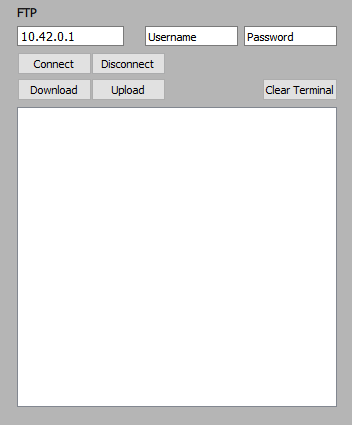 FTP
10.42.0.1 Username Password
Connect Disconnect
Download Upload Clear Terminal